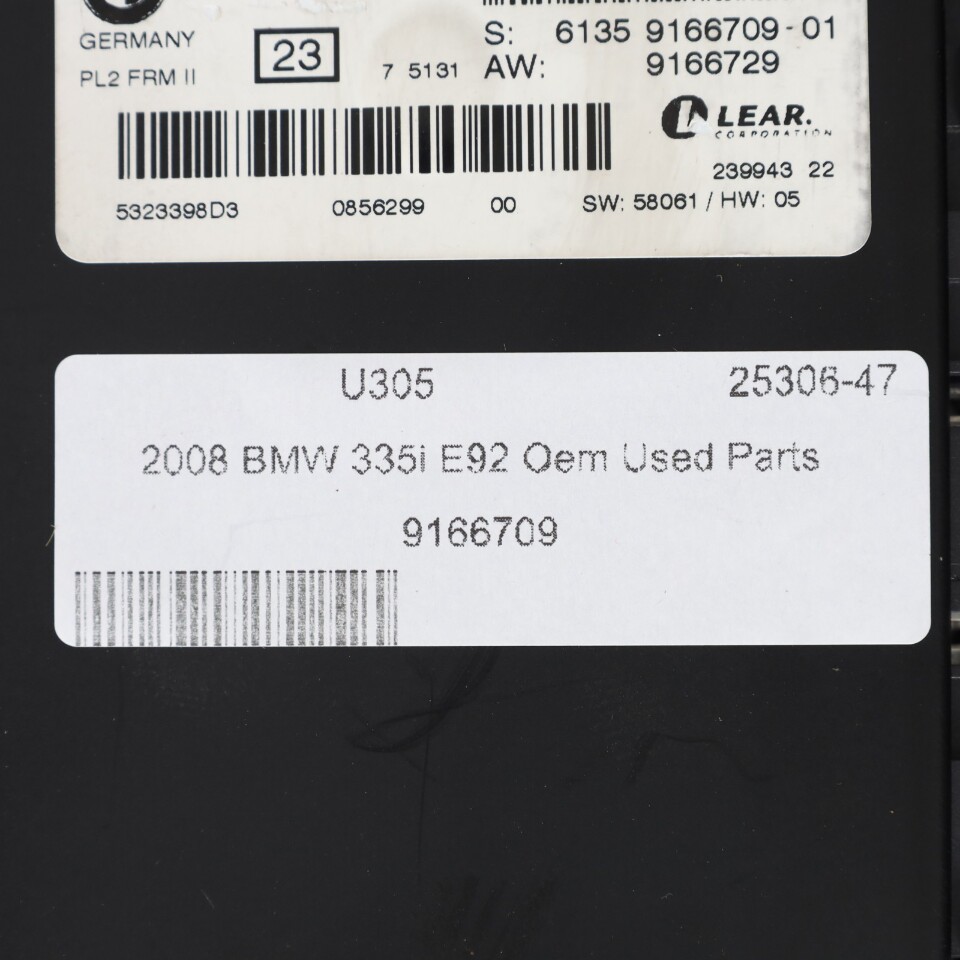 GERMANY
PL2 FRM II
23
7 5131
S: 6135 9166709-01
AW: 9166729
LEAR.
CORPORATION
239943 22
5323398D3 0856299 00 SW: 58061 / HW: 05
U305 25306-47
2008 BMW 335i E92 Oem Used Parts
9166709